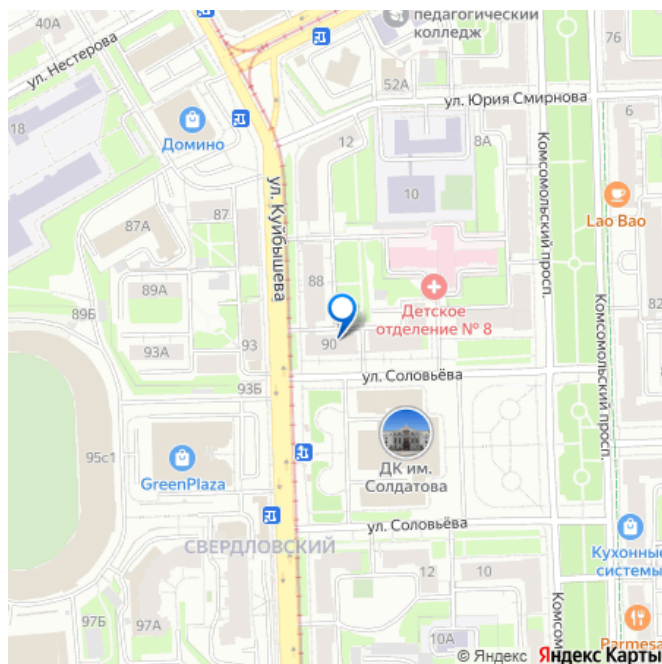 40А
педагогический
колледж
76
ул. Нестерова
52А
ул. Юрия Смирнова
6
18
Домино
12
8А
10
Комсомольский просп.
ул. Куйбышева
Lao Bao
87
87А
82
88
89А
Детское
отделение № 8
Комсомольский просп.
89Б
90
93
93А
ул. Соловьёва
93Б
95с1
GreenPlaza
ДК им.
Солдатова
ул. Соловьёва
СВЕРДЛОВСКИЙ
Кухонные
системы
12
10
97Б
97А
10А
Комсомо
Parmesa
© Яндекс Яндекс Карты